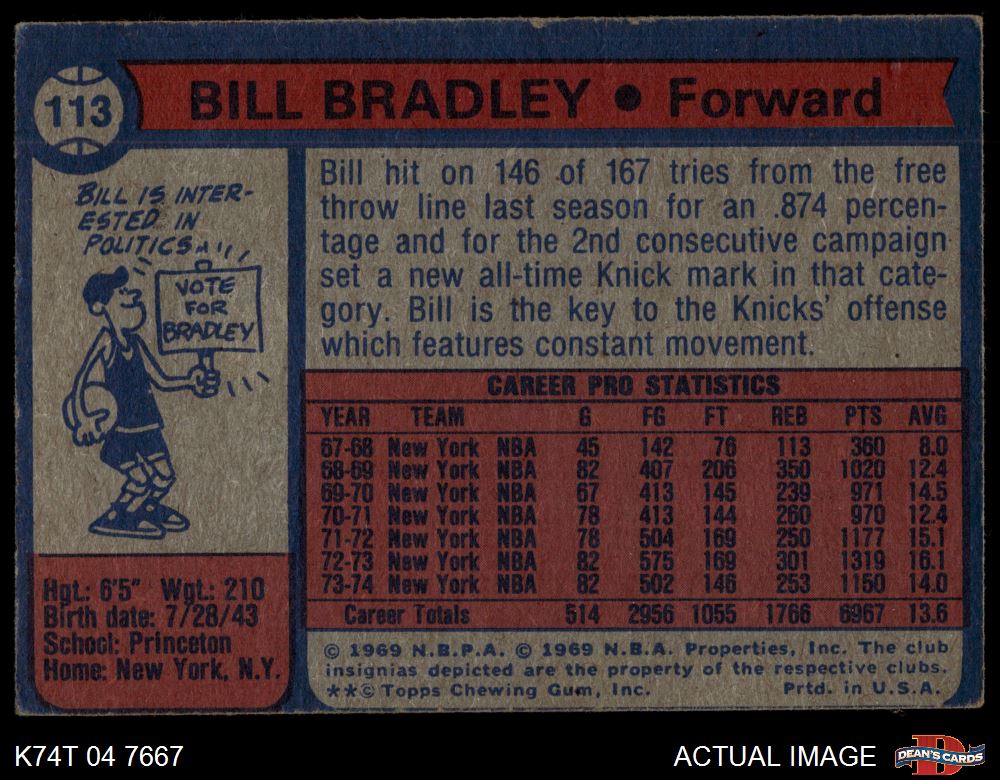 113
BILL BRADLEY • Forward
BILL IS INTER-
ESTED IN
POLITICS
VOTE
FOR
BRADLEY
Hgt.: 6'5" Wgt.: 210
Birth date: 7/28/43
School: Princeton
Home: New York, N.Y.
Bill hit on 146 of 167 tries from the free
throw line last season for an .874 percen-
tage and for the 2nd consecutive campaign
set a new all-time Knick mark in that cate-
gory. Bill is the key to the Knicks' offense
which features constant movement.
CAREER PRO STATISTICS
YEAR TEAM G FG FT REB PTS AVG
67-68 New York NBA 45 142 76 113 360 8.0
68-69 New York NBA 82 407 206 350 1020 12.4
69-70 New York NBA 67 413 145 239 971 14.5
70-71 New York NBA 78 413 144 260 970 12.4
71-72 New York NBA 78 504 169 250 1177 15.1
72-73 New York NBA 82 575 169 301 1319 16.1
73-74 New York NBA 82 502 146 253 1150 14.0
Career Totals 514 2956 1055 1766 6967 13.6
© 1969 N.B.P.A. © 1969 N.B.A. Properties, Inc. The club
insignias depicted are the property of the respective clubs.
**© Topps Chewing Gum, Inc. Prtd. in U.S.A.
K74T 04 7667
ACTUAL IMAGE
D
DEAN'S CARDS